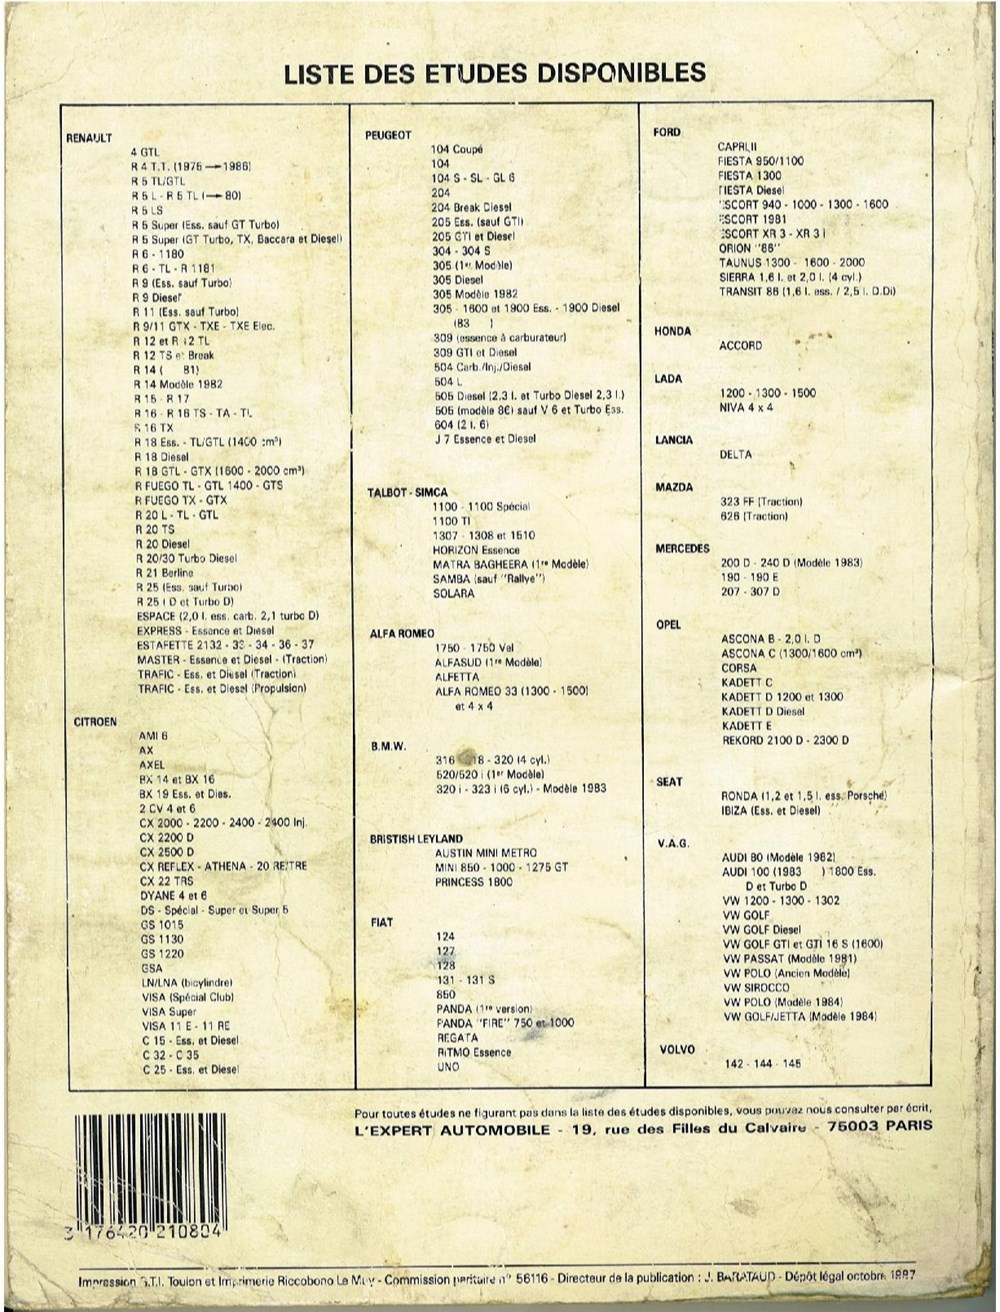 LISTE DES ETUDES DISPONIBLES
RENAULT
4 GTL
R 4 T.T. (1975 → 1986)
R 5 TL/GTL
R 5 L - R 5 TL (→ 80)
R 5 LS
R 5 Super (Ess. sauf GT Turbo)
R 5 Super (GT Turbo, TX, Baccara et Diesel)
R 6 - 1180
R 6 - TL - R 1181
R 9 (Ess. sauf Turbo)
R 9 Diesel
R 11 (Ess. sauf Turbo)
R 9/11 GTX - TXE - TXE Elec.
R 12 et R 12 TL
R 12 TS et Break
R 14 ( 81)
R 14 Modèle 1982
R 15 - R 17
R 16 - R 16 TS - TA - TL
R 16 TX
R 18 Ess. - TL/GTL (1400 cm³)
R 18 Diesel
R 18 GTL - GTX (1600 - 2000 cm³)
R FUEGO TL - GTL 1400 - GTS
R FUEGO TX - GTX
R 20 L - TL - GTL
R 20 TS
R 20 Diesel
R 20/30 Turbo Diesel
R 21 Berline
R 25 (Ess. sauf Turbo)
R 25 ( D et Turbo D)
ESPACE (2,0 l. ess. carb. 2,1 turbo D)
EXPRESS - Essence et Diesel
ESTAFETTE 2132 - 33 - 34 - 36 - 37
MASTER - Essence et Diesel - (Traction)
TRAFIC - Ess. et Diesel (Traction)
TRAFIC - Ess. et Diesel (Propulsion)
CITROEN
AMI 6
AX
AXEL
BX 14 et BX 16
BX 19 Ess. et Dies.
2 CV 4 et 6
CX 2000 - 2200 - 2400 - 2400 Inj.
CX 2200 D
CX 2500 D
CX REFLEX - ATHENA - 20 RE/TRE
CX 22 TRS
DYANE 4 et 6
DS - Spécial - Super et Super 5
GS 1015
GS 1130
GS 1220
GSA
LN/LNA (bicylindre)
VISA (Spécial Club)
VISA Super
VISA 11 E - 11 RE
C 15 - Ess. et Diesel
C 32 - C 35
C 25 - Ess. et Diesel
PEUGEOT
104 Coupé
104
104 S - SL - GL 6
204
204 Break Diesel
205 Ess. (sauf GTI)
205 GTI et Diesel
304 - 304 S
305 (1er Modèle)
305 Diesel
305 Modèle 1982
305 - 1600 et 1900 Ess. - 1900 Diesel
(83 )
309 (essence à carburateur)
309 GTI et Diesel
504 Carb./Inj./Diesel
504 L
505 Diesel (2,3 l. et Turbo Diesel 2,3 l.)
505 (modèle 86) sauf V 6 et Turbo Ess.
604 (2 l. 6)
J 7 Essence et Diesel
TALBOT - SIMCA
1100 - 1100 Spécial
1100 TI
1307 - 1308 et 1510
HORIZON Essence
MATRA BAGHEERA (1re Modèle)
SAMBA (sauf "Rallye")
SOLARA
ALFA ROMEO
1750 - 1750 Vel
ALFASUD (1re Modèle)
ALFETTA
ALFA ROMEO 33 (1300 - 1500)
et 4 x 4
B.M.W.
316 18 - 320 (4 cyl.)
520/520 i (1er Modèle)
320 i - 323 i (6 cyl.) - Modèle 1983
BRISTISH LEYLAND
AUSTIN MINI METRO
MINI 850 - 1000 - 1275 GT
PRINCESS 1800
FIAT
124
127
128
131 - 131 S
850
PANDA (1re version)
PANDA "FIRE" 750 et 1000
REGATA
RITMO Essence
UNO
FORD
CAPRI II
FIESTA 950/1100
FIESTA 1300
FIESTA Diesel
ESCORT 940 - 1000 - 1300 - 1600
ESCORT 1981
ESCORT XR 3 - XR 3 I
ORION "86"
TAUNUS 1300 - 1600 - 2000
SIERRA 1,6 l. et 2,0 l. (4 cyl.)
TRANSIT 86 (1,6 l. ess. / 2,5 l. D.Di)
HONDA
ACCORD
LADA
1200 - 1300 - 1500
NIVA 4 x 4
LANCIA
DELTA
MAZDA
323 FF (Traction)
626 (Traction)
MERCEDES
200 D - 240 D (Modèle 1983)
190 - 190 E
207 - 307 D
OPEL
ASCONA B - 2,0 l. D
ASCONA C (1300/1600 cm³)
CORSA
KADETT C
KADETT D 1200 et 1300
KADETT D Diesel
KADETT E
REKORD 2100 D - 2300 D
SEAT
RONDA (1,2 et 1,5 l. ess. Porsche)
IBIZA (Ess. et Diesel)
V.A.G.
AUDI 80 (Modèle 1982)
AUDI 100 (1983 ) 1800 Ess.
D et Turbo D
VW 1200 - 1300 - 1302
VW GOLF
VW GOLF Diesel
VW GOLF GTI et GTI 16 S (1600)
VW PASSAT (Modèle 1981)
VW POLO (Ancien Modèle)
VW SIROCCO
VW POLO (Modèle 1984)
VW GOLF/JETTA (Modèle 1984)
VOLVO
142 - 144 - 145
Pour toutes études ne figurant pas dans la liste des études disponibles, vous pouvez nous consulter par écrit,
L'EXPERT AUTOMOBILE - 19, rue des Filles du Calvaire - 75003 PARIS
3 176420 210804
Impression S.T.I. Toulon et Imprimerie Riccobono Le Muy - Commission paritaire n° 56116 - Directeur de la publication : J. BARATAUD - Dépôt légal octobre 1987